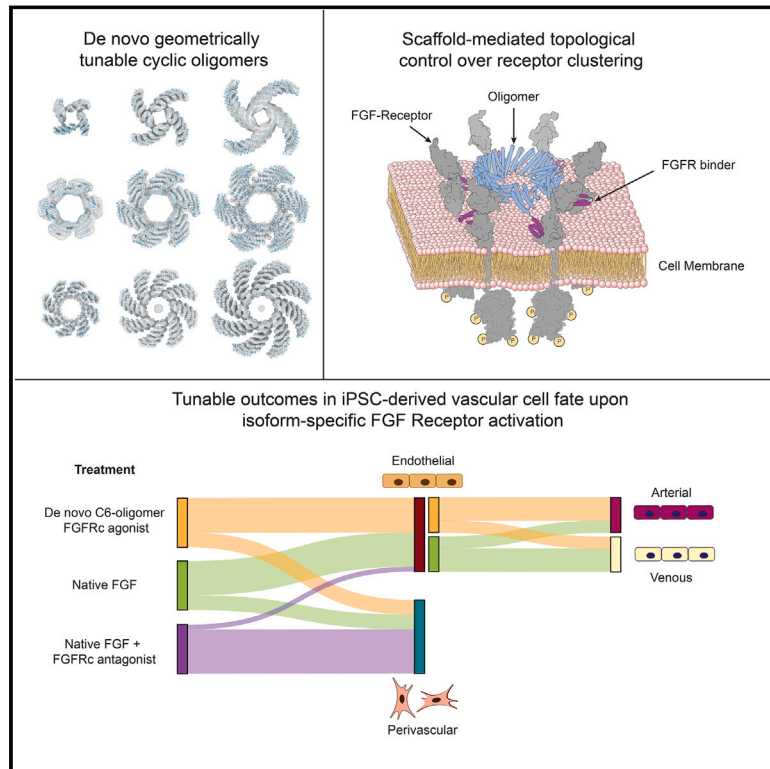 De novo geometrically
tunable cyclic oligomers
Scaffold-mediated topological
control over receptor clustering
Oligomer
FGF-Receptor
FGFR binder
Cell Membrane
P
P
P
P
P
P
Tunable outcomes in iPSC-derived vascular cell fate upon
isoform-specific FGF Receptor activation
Treatment
Endothelial
De novo C6-oligomer
FGFRc agonist
Arterial
Native FGF
Venous
Native FGF +
FGFRc antagonist
Perivascular